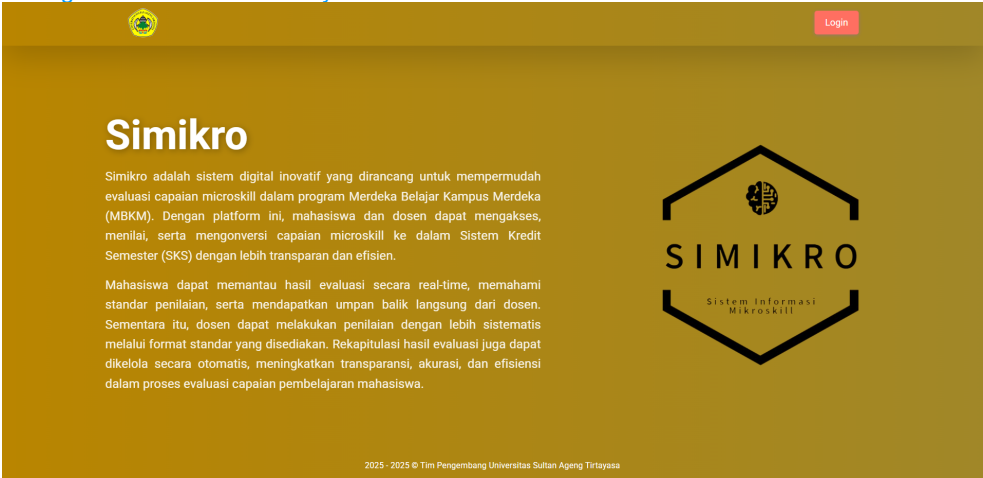 Login
Simikro
Simikro adalah sistem digital inovatif yang dirancang untuk mempermudah
evaluasi capaian microskill dalam program Merdeka Belajar Kampus Merdeka
(MBKM). Dengan platform ini, mahasiswa dan dosen dapat mengakses,
menilai, serta mengonversi capaian microskill ke dalam Sistem Kredit
Semester (SKS) dengan lebih transparan dan efisien.
Mahasiswa dapat memantau hasil evaluasi secara real-time, memahami
standar penilaian, serta mendapatkan umpan balik langsung dari dosen.
Sementara itu, dosen dapat melakukan penilaian dengan lebih sistematis
melalui format standar yang disediakan. Rekapitulasi hasil evaluasi juga dapat
dikelola secara otomatis, meningkatkan transparansi, akurasi, dan efisiensi
dalam proses evaluasi capaian pembelajaran mahasiswa.
SIMIKRO
Sistem Informasi
Mikroskill
2025 - 2025 © Tim Pengembang Universitas Sultan Ageng Tirtayasa